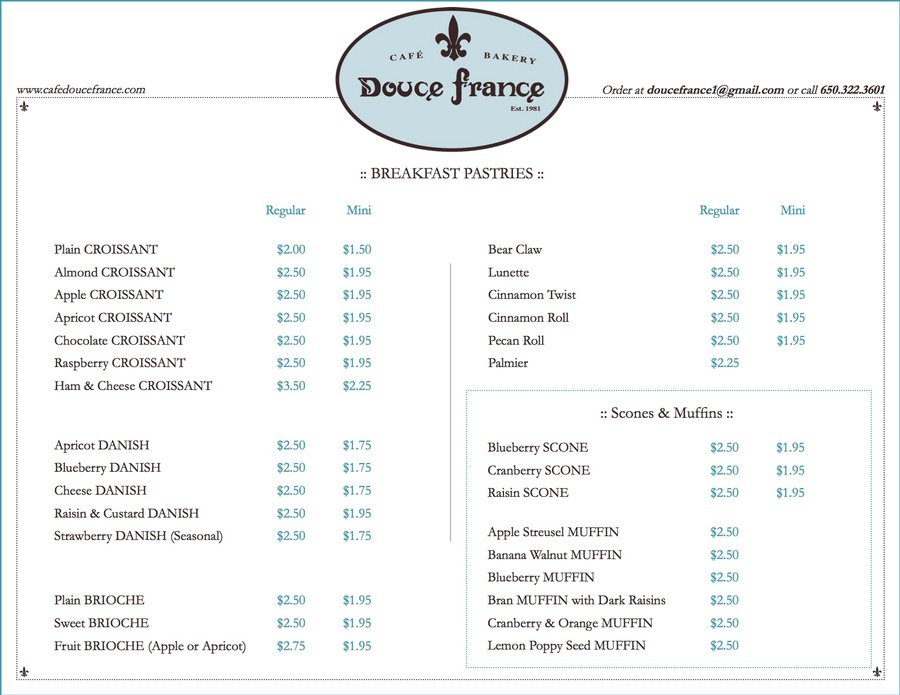 CAFÉ BAKERY
Douce France
Est. 1981
www.cafedoucefrance.com
Order at doucefrance1@gmail.com or call 650.322.3601
:: BREAKFAST PASTRIES ::
Regular Mini
Plain CROISSANT $2.00 $1.50
Almond CROISSANT $2.50 $1.95
Apple CROISSANT $2.50 $1.95
Apricot CROISSANT $2.50 $1.95
Chocolate CROISSANT $2.50 $1.95
Raspberry CROISSANT $2.50 $1.95
Ham & Cheese CROISSANT $3.50 $2.25
Apricot DANISH $2.50 $1.75
Blueberry DANISH $2.50 $1.75
Cheese DANISH $2.50 $1.75
Raisin & Custard DANISH $2.50 $1.95
Strawberry DANISH (Seasonal) $2.50 $1.75
Plain BRIOCHE $2.50 $1.95
Sweet BRIOCHE $2.50 $1.95
Fruit BRIOCHE (Apple or Apricot) $2.75 $1.95
Regular Mini
Bear Claw $2.50 $1.95
Lunette $2.50 $1.95
Cinnamon Twist $2.50 $1.95
Cinnamon Roll $2.50 $1.95
Pecan Roll $2.50 $1.95
Palmier $2.25
:: Scones & Muffins ::
Blueberry SCONE $2.50 $1.95
Cranberry SCONE $2.50 $1.95
Raisin SCONE $2.50 $1.95
Apple Streusel MUFFIN $2.50
Banana Walnut MUFFIN $2.50
Blueberry MUFFIN $2.50
Bran MUFFIN with Dark Raisins $2.50
Cranberry & Orange MUFFIN $2.50
Lemon Poppy Seed MUFFIN $2.50